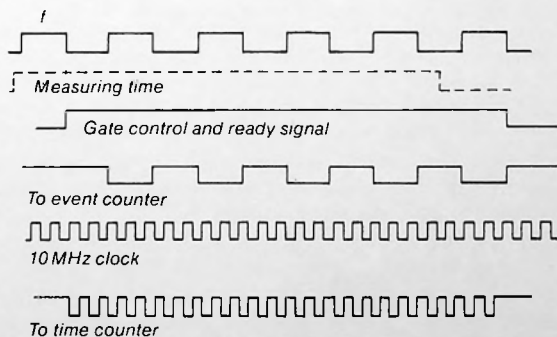 f
Measuring time
Gate control and ready signal
To event counter
10 MHz clock
To time counter